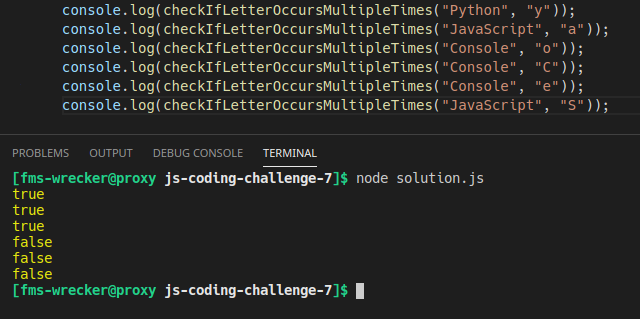 console.log(checkIfLetterOccursMultipleTimes("Python", "y"));
console.log(checkIfLetterOccursMultipleTimes("JavaScript", "a"));
console.log(checkIfLetterOccursMultipleTimes("Console", "o"));
console.log(checkIfLetterOccursMultipleTimes("Console", "C"));
console.log(checkIfLetterOccursMultipleTimes("Console", "e"));
console.log(checkIfLetterOccursMultipleTimes("JavaScript", "S"));
PROBLEMS OUTPUT DEBUG CONSOLE TERMINAL
[fms-wrecker@proxy js-coding-challenge-7]$ node solution.js
true
true
true
false
false
false
[fms-wrecker@proxy js-coding-challenge-7]$